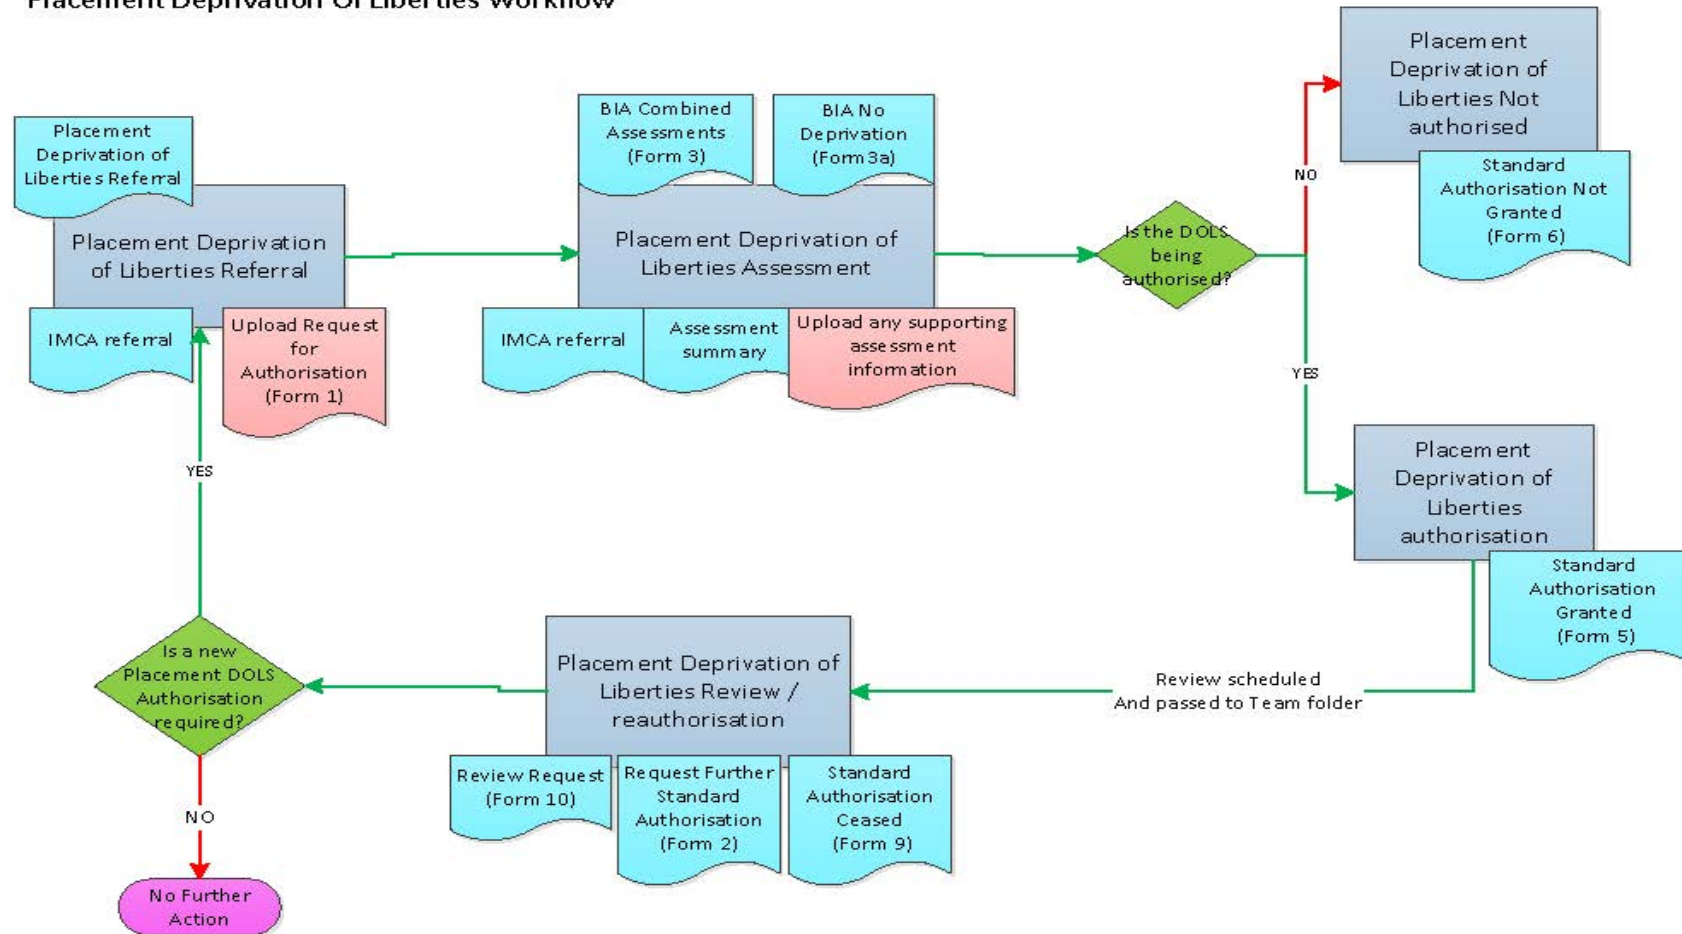 Placement Deprivation Of Liberties Workflow
Placement
Deprivation of
Liberties Referral
Placement Deprivation
of Liberties Referral
IMCA referral
Upload Request
for
Authorisation
(Form 1)
BIA Combined
Assessments
(Form 3)
BIA No
Deprivation
(Form 3a)
Placement Deprivation of
Liberties Assessment
IMCA referral
Assessment
summary
Upload any supporting
assessment
information
Is the DOLS
being
authorised?
NO
Placement
Deprivation of
Liberties Not
authorised
Standard
Authorisation Not
Granted
(Form 6)
YES
Placement
Deprivation of
Liberties
authorisation
Standard
Authorisation
Granted
(Form 5)
Review scheduled
And passed to Team folder
Placement Deprivation of
Liberties Review /
reauthorisation
Review Request
(Form 10)
Request Further
Standard
Authorisation
(Form 2)
Standard
Authorisation
Ceased
(Form 9)
Is a new
Placement DOLS
Authorisation
required?
YES
NO
No Further
Action